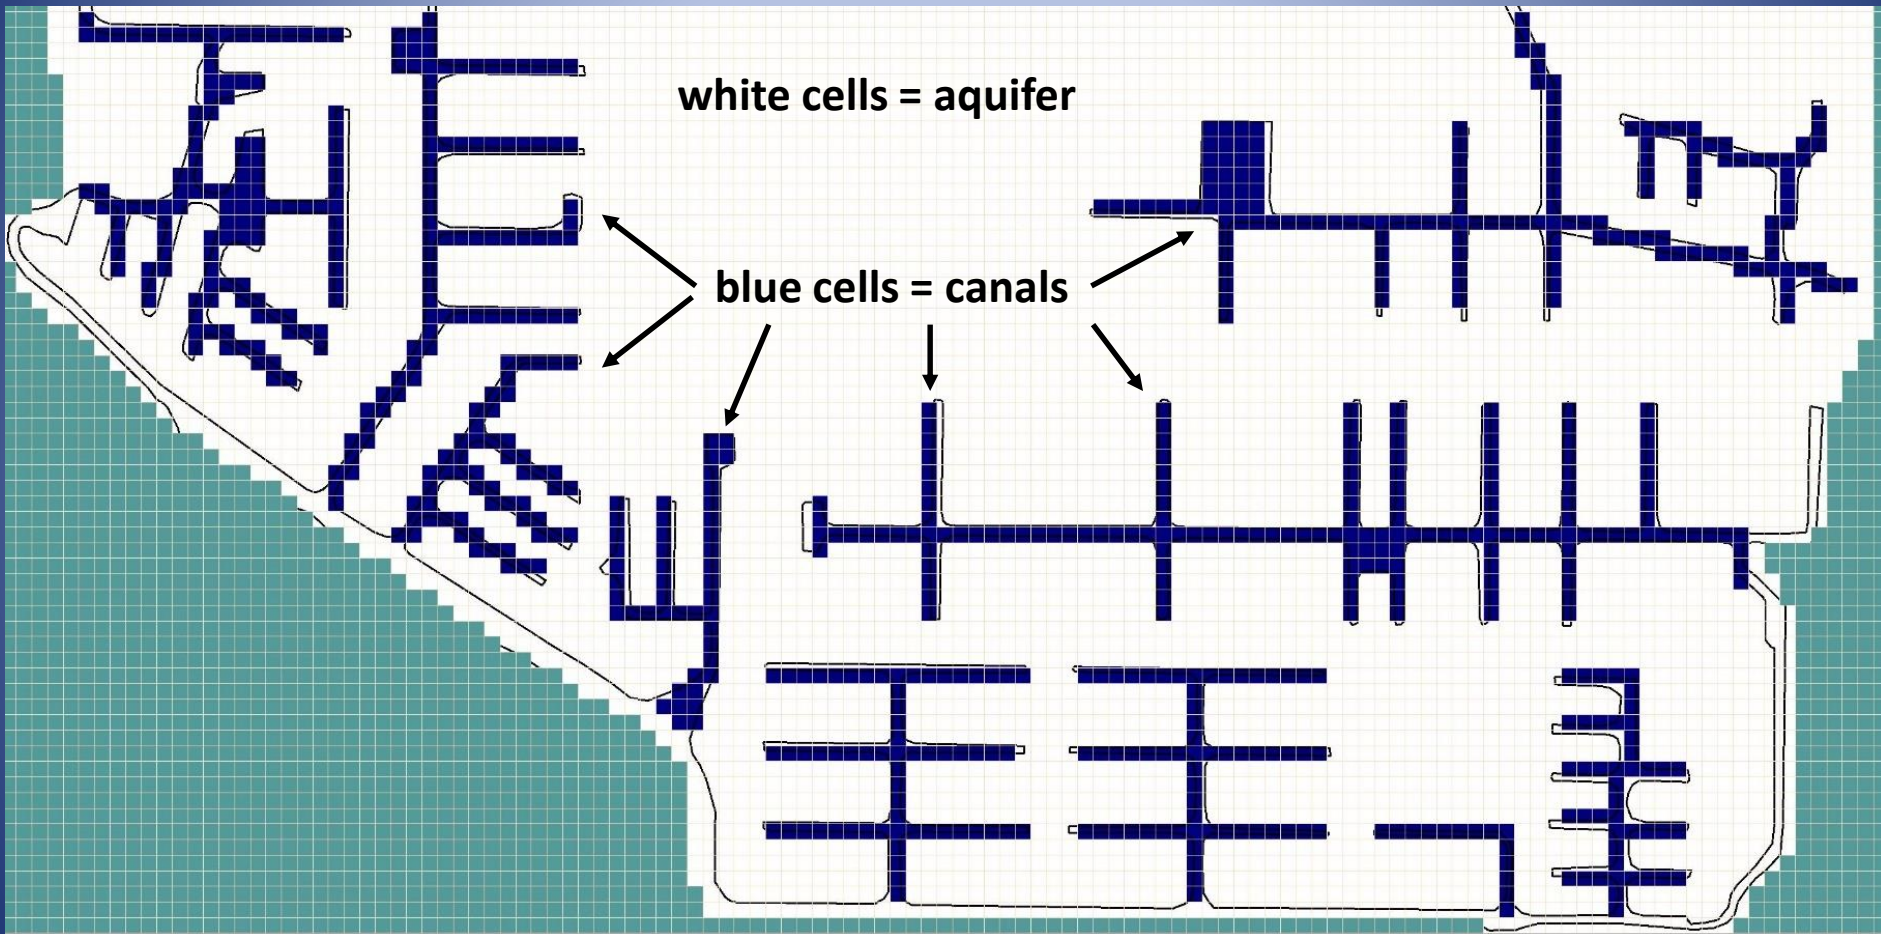 white cells = aquifer
blue cells = canals